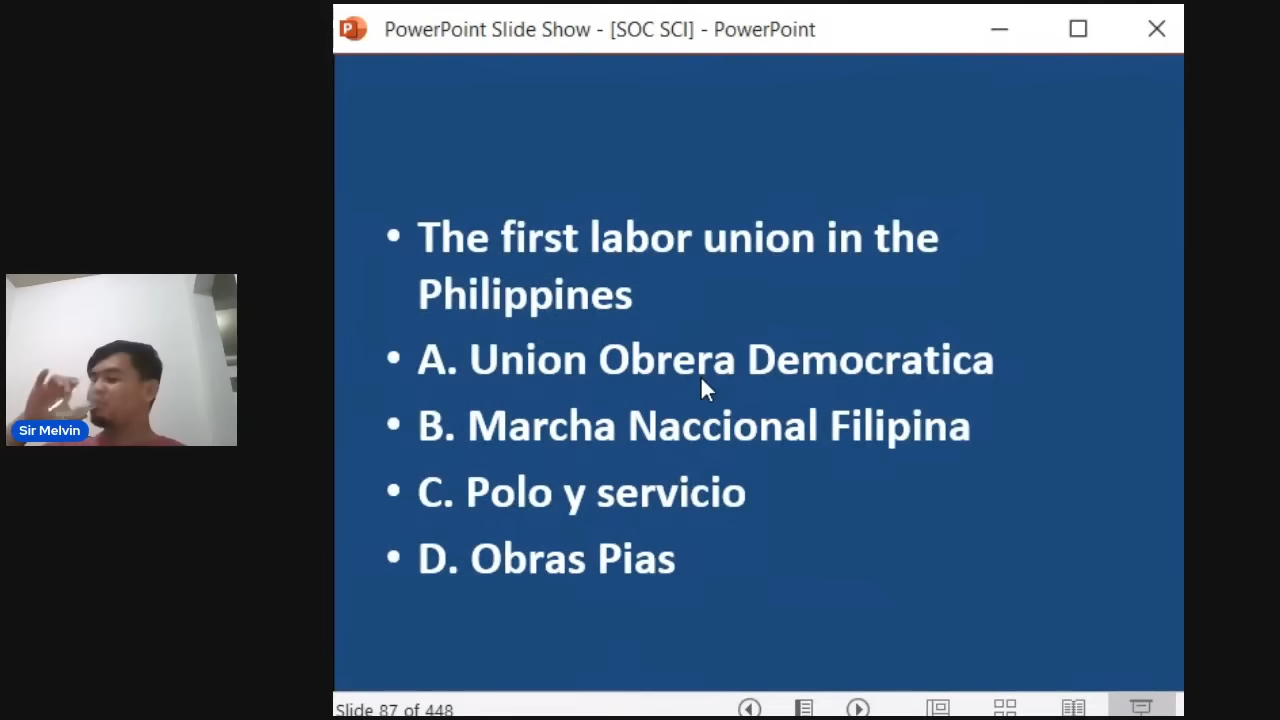 PowerPoint Slide Show - [SOC SCI] - PowerPoint
• The first labor union in the
Philippines
• A. Union Obrera Democratica
• B. Marcha Naccional Filipina
• C. Polo y servicio
• D. Obras Pias
Sir Melvin
Slide 87 of 448